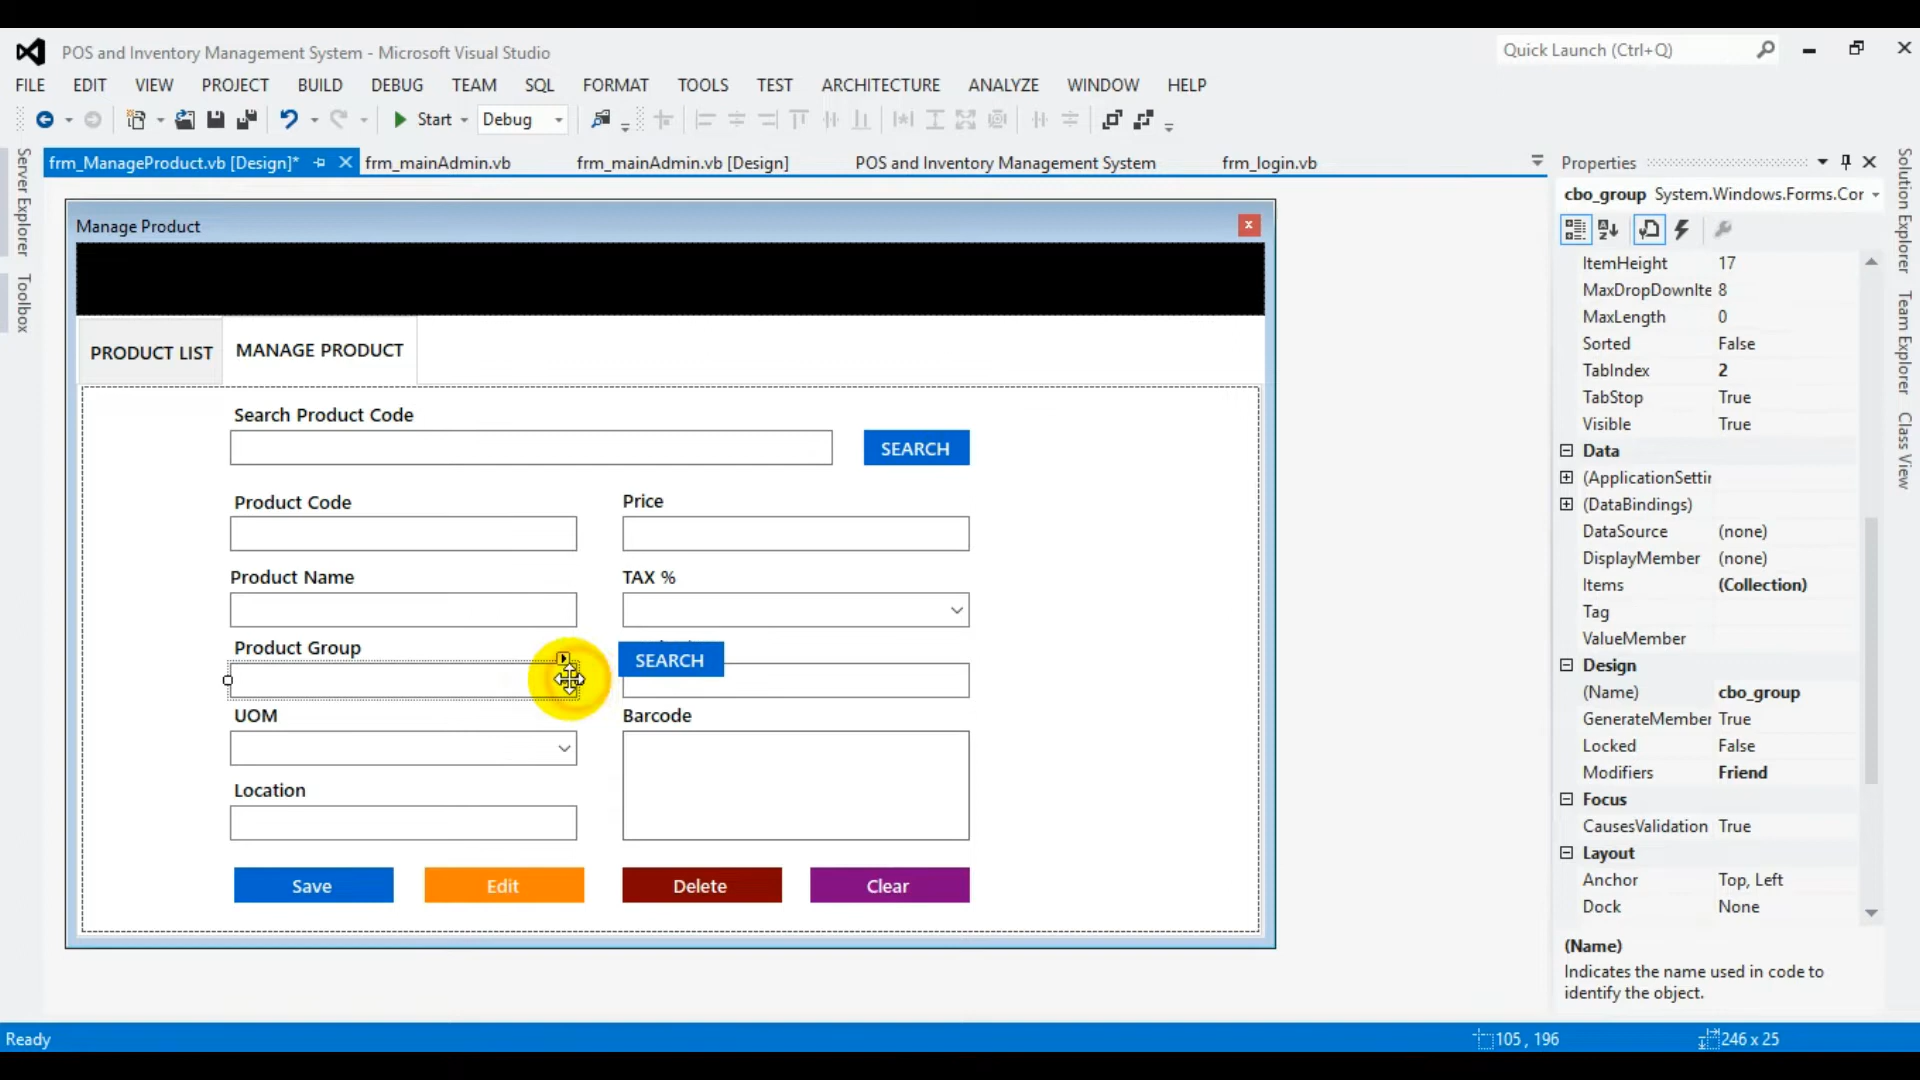 POS and Inventory Management System - Microsoft Visual Studio
Quick Launch (Ctrl+Q)
FILE EDIT VIEW PROJECT BUILD DEBUG TEAM SQL FORMAT TOOLS TEST ARCHITECTURE ANALYZE WINDOW HELP
Start Debug
frm_ManageProduct.vb [Design]* frm_mainAdmin.vb frm_mainAdmin.vb [Design] POS and Inventory Management System frm_login.vb
Server Explorer
Toolbox
Manage Product
PRODUCT LIST MANAGE PRODUCT
Search Product Code
SEARCH
Product Code Price
Product Name TAX %
Product Group
SEARCH
UOM Barcode
Location
Save Edit Delete Clear
Properties
cbo_group System.Windows.Forms.Cor
ItemHeight 17
MaxDropDownIte 8
MaxLength 0
Sorted False
TabIndex 2
TabStop True
Visible True
Data
(ApplicationSettir
(DataBindings)
DataSource (none)
DisplayMember (none)
Items (Collection)
Tag
ValueMember
Design
(Name) cbo_group
GenerateMember True
Locked False
Modifiers Friend
Focus
CausesValidation True
Layout
Anchor Top, Left
Dock None
(Name)
Indicates the name used in code to
identify the object.
Solution Explorer
Team Explorer
Class View
Ready 105 , 196 246 x 25